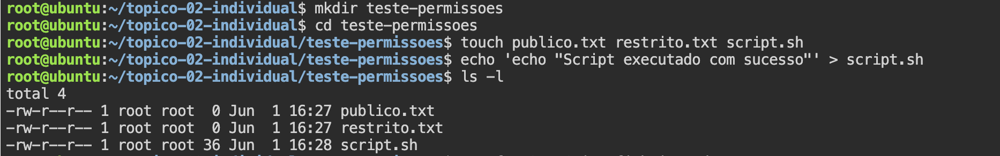 root@ubuntu:~/topico-02-individual$ mkdir teste-permissoes
root@ubuntu:~/topico-02-individual$ cd teste-permissoes
root@ubuntu:~/topico-02-individual/teste-permissoes$ touch publico.txt restrito.txt script.sh
root@ubuntu:~/topico-02-individual/teste-permissoes$ echo 'echo "Script executado com sucesso"' > script.sh
root@ubuntu:~/topico-02-individual/teste-permissoes$ ls -l
total 4
-rw-r--r-- 1 root root  0 Jun  1 16:27 publico.txt
-rw-r--r-- 1 root root  0 Jun  1 16:27 restrito.txt
-rw-r--r-- 1 root root 36 Jun  1 16:28 script.sh